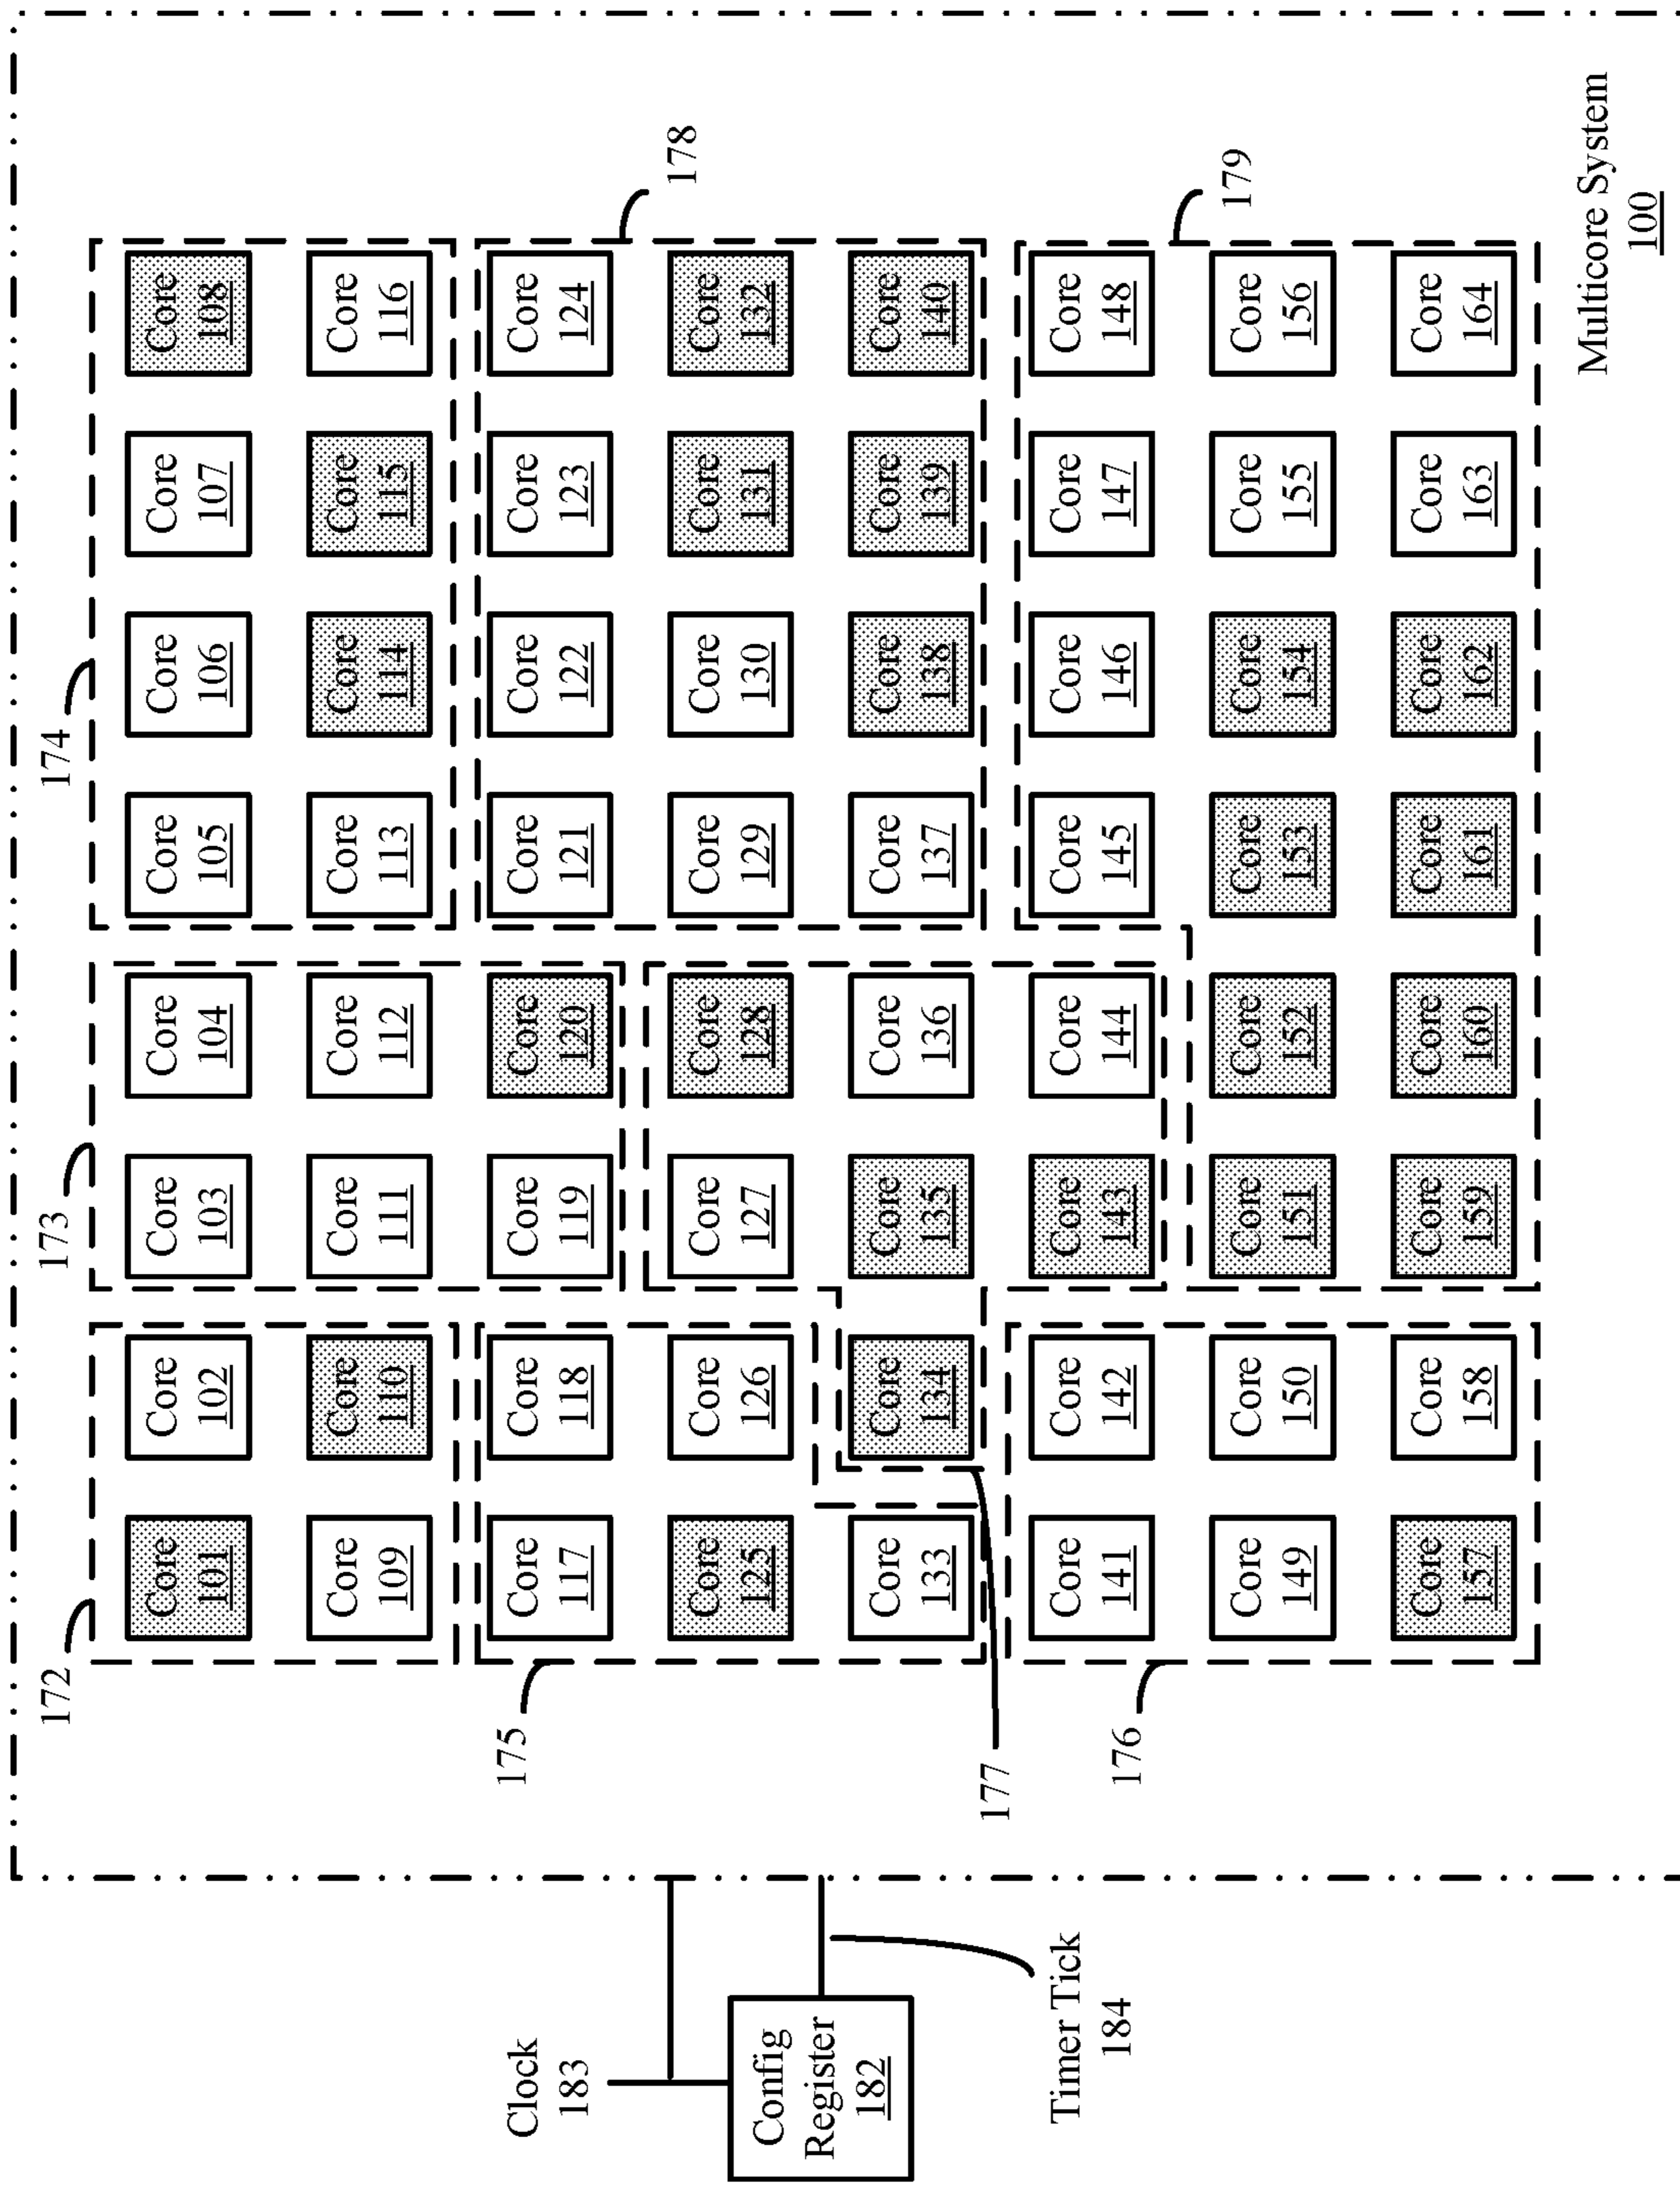 172
173
174
Core
101
Core
102
Core
103
Core
104
Core
105
Core
106
Core
107
Core
108
Core
109
Core
110
Core
111
Core
112
Core
113
Core
114
Core
115
Core
116
Clock
183
175
Core
117
Core
118
Core
119
Core
120
Core
121
Core
122
Core
123
Core
124
178
Config
Register
182
Core
125
Core
126
Core
127
Core
128
Core
129
Core
130
Core
131
Core
132
Core
133
Core
134
Core
135
Core
136
Core
137
Core
138
Core
139
Core
140
177
Timer Tick
184
176
Core
141
Core
142
Core
143
Core
144
Core
145
Core
146
Core
147
Core
148
179
Core
149
Core
150
Core
151
Core
152
Core
153
Core
154
Core
155
Core
156
Core
157
Core
158
Core
159
Core
160
Core
161
Core
162
Core
163
Core
164
Multicore System
100